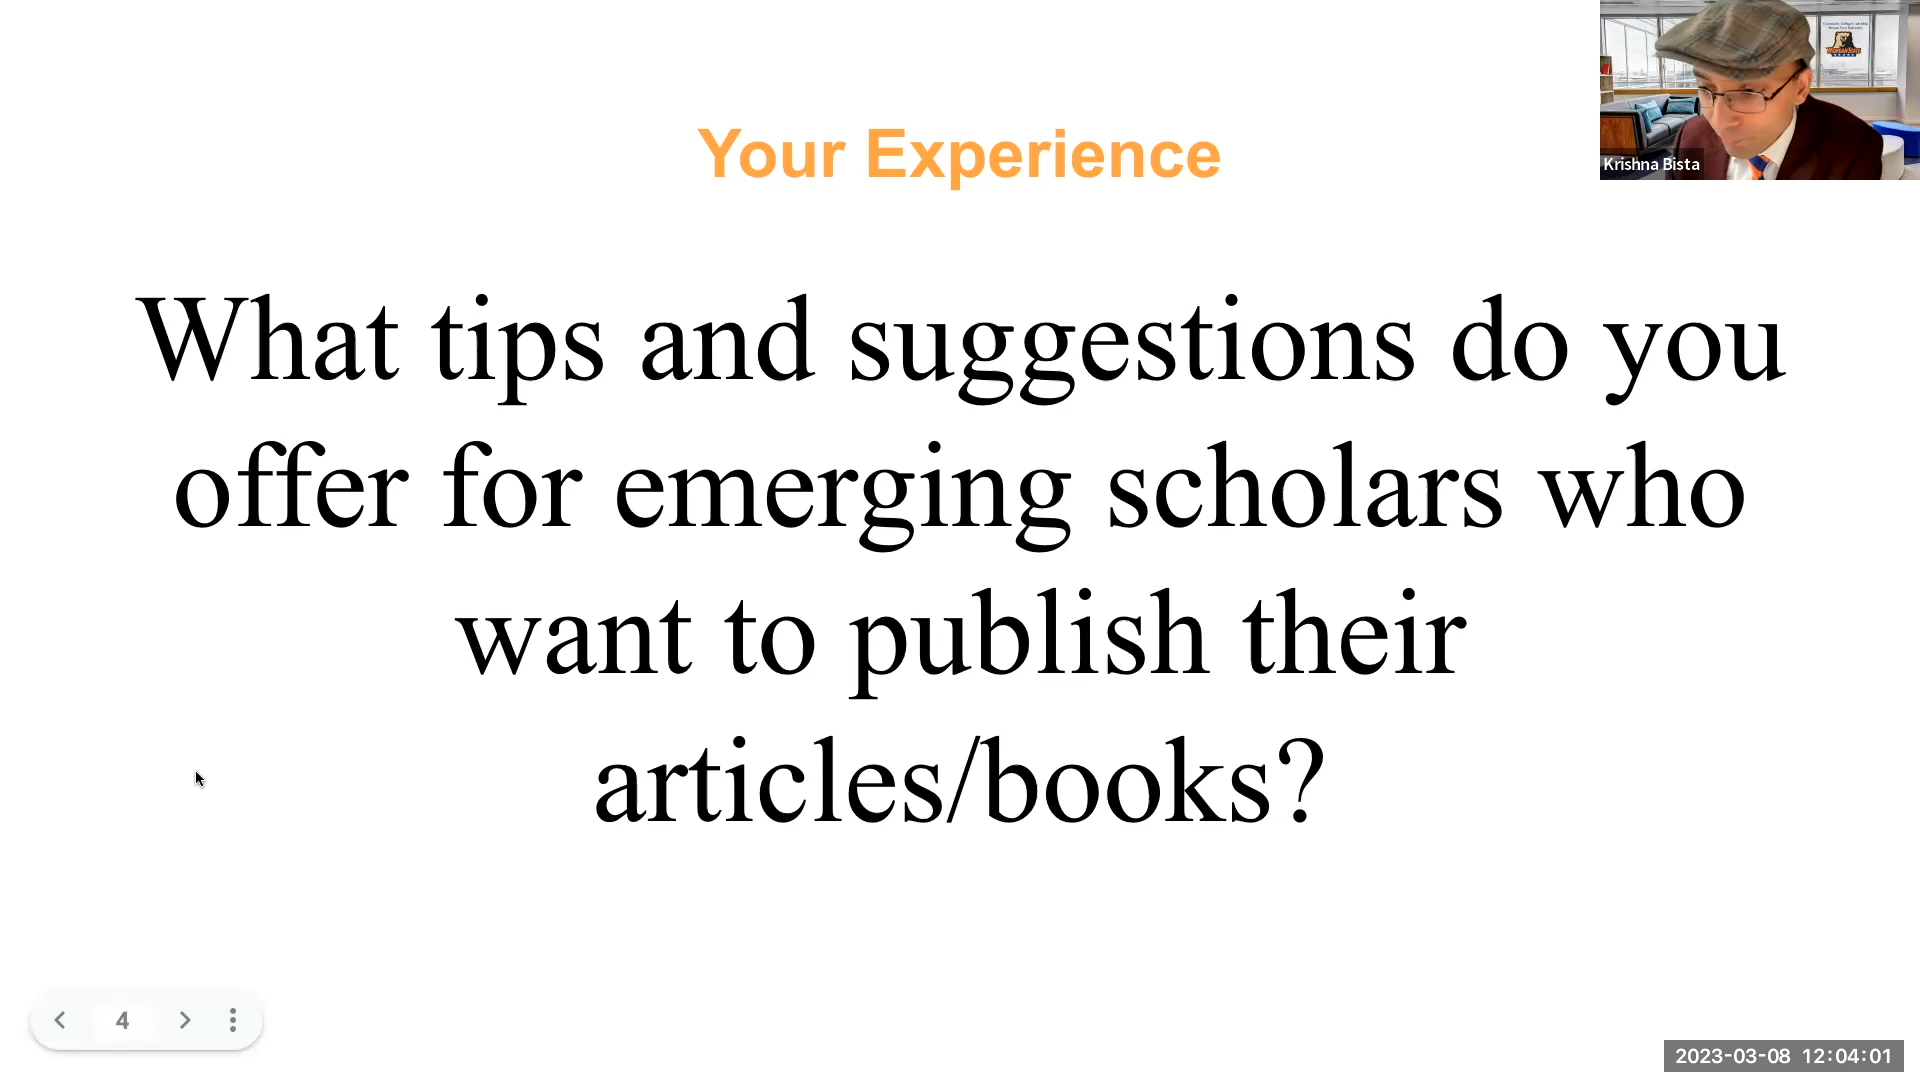 Your Experience
What tips and suggestions do you
offer for emerging scholars who
want to publish their
articles/books?
Krishna Bista
4
2023-03-08 12:04:01